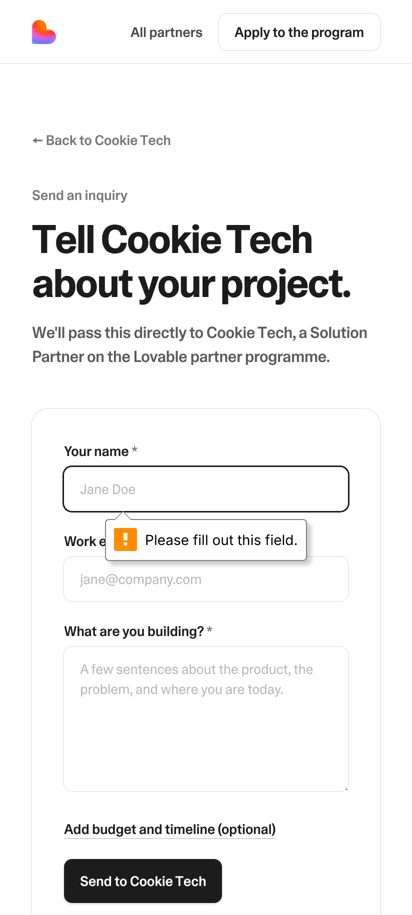 All partners
Apply to the program
← Back to Cookie Tech
Send an inquiry
Tell Cookie Tech
about your project.
We'll pass this directly to Cookie Tech, a Solution
Partner on the Lovable partner programme.
Your name *
Jane Doe
Please fill out this field.
Work e
jane@company.com
What are you building? *
A few sentences about the product, the
problem, and where you are today.
Add budget and timeline (optional)
Send to Cookie Tech